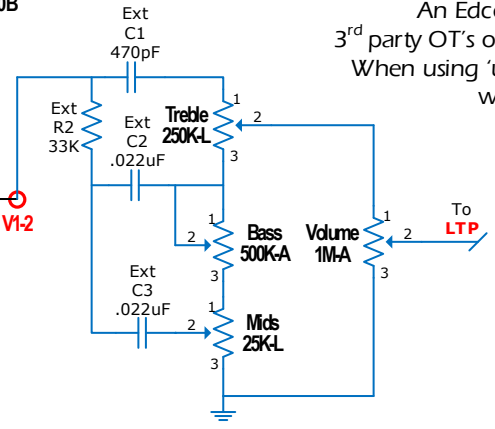 0B
An Edco
3rd party OT's o
When using 'u
w
Ext
C1
470pF
Ext
R2
33K
Ext
C2
.022uF
Treble
250K-L
1
2
3
V1-2
1
2
3
Bass
500K-A
Volume
1M-A
1
2
3
To
LTP
Ext
C3
.022uF
1
2
3
Mids
25K-L